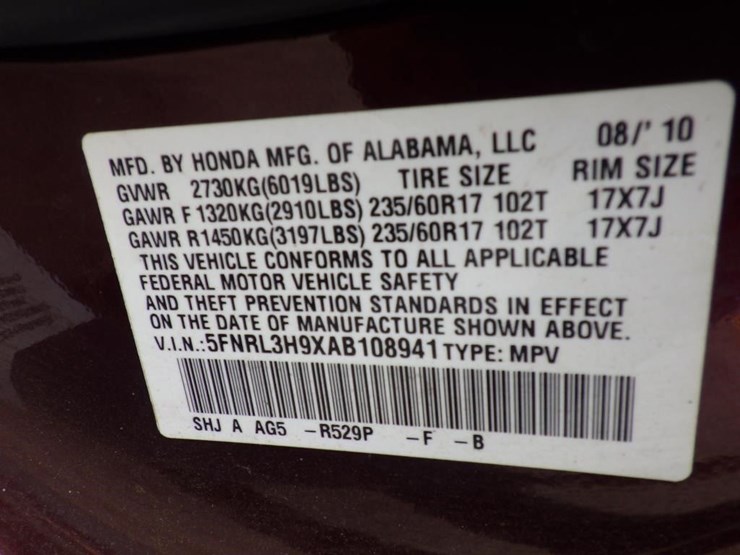 MFD. BY HONDA MFG. OF ALABAMA, LLC 08/' 10
GVWR 2730KG(6019LBS) TIRE SIZE RIM SIZE
GAWR F 1320KG(2910LBS) 235/60R17 102T 17X7J
GAWR R1450KG(3197LBS) 235/60R17 102T 17X7J
THIS VEHICLE CONFORMS TO ALL APPLICABLE
FEDERAL MOTOR VEHICLE SAFETY
AND THEFT PREVENTION STANDARDS IN EFFECT
ON THE DATE OF MANUFACTURE SHOWN ABOVE.
V.I.N.:5FNRL3H9XAB108941 TYPE: MPV
SHJ A AG5 -R529P -F -B